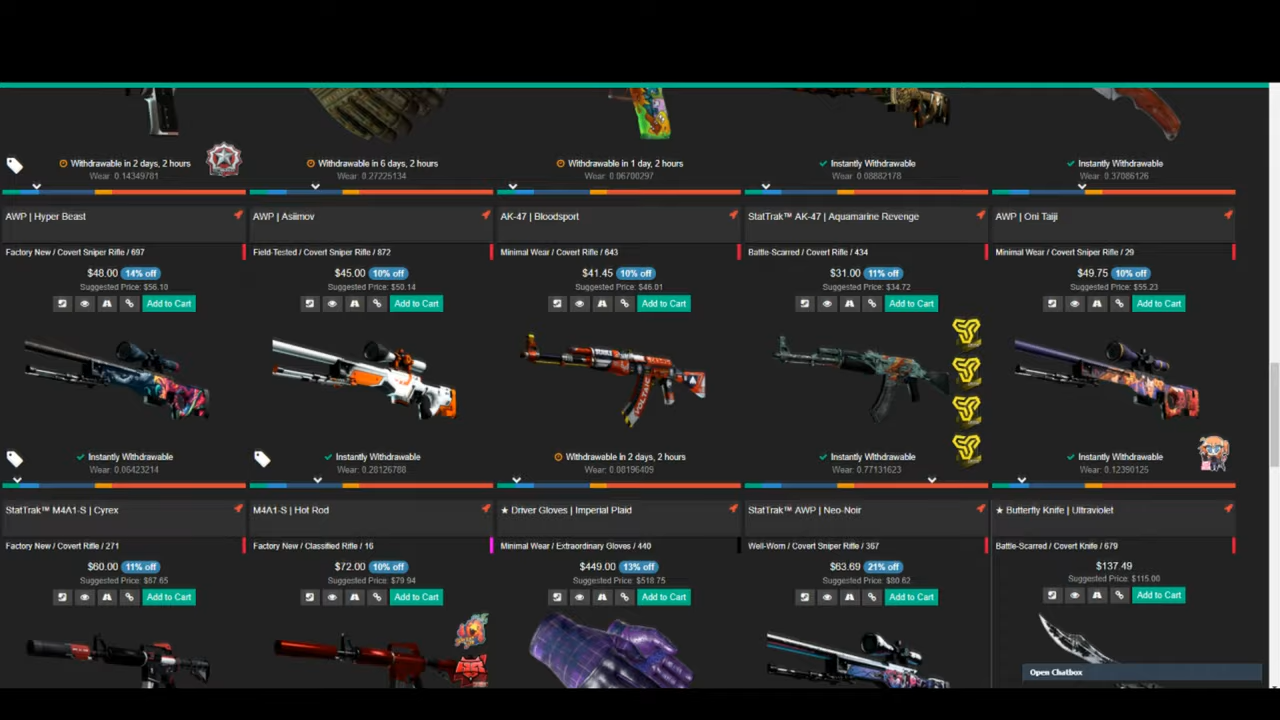 Withdrawable in 2 days, 2 hours
Wear: 0.14349781
Withdrawable in 6 days, 2 hours
Wear: 0.27225134
Withdrawable in 1 day, 2 hours
Wear: 0.06700297
Instantly Withdrawable
Wear: 0.08882178
Instantly Withdrawable
Wear: 0.37086126
AWP | Hyper Beast
Factory New / Covert Sniper Rifle / 697
$48.00 14% off
Suggested Price: $56.10
Add to Cart
AWP | Asiimov
Field-Tested / Covert Sniper Rifle / 872
$45.00 10% off
Suggested Price: $50.14
Add to Cart
AK-47 | Bloodsport
Minimal Wear / Covert Rifle / 643
$41.45 10% off
Suggested Price: $46.01
Add to Cart
StatTrak™ AK-47 | Aquamarine Revenge
Battle-Scarred / Covert Rifle / 434
$31.00 11% off
Suggested Price: $34.72
Add to Cart
AWP | Oni Taiji
Minimal Wear / Covert Sniper Rifle / 29
$49.75 10% off
Suggested Price: $55.23
Add to Cart
Instantly Withdrawable
Wear: 0.06423214
Instantly Withdrawable
Wear: 0.28126788
Withdrawable in 2 days, 2 hours
Wear: 0.08196409
Instantly Withdrawable
Wear: 0.77131623
Instantly Withdrawable
Wear: 0.12390125
StatTrak™ M4A1-S | Cyrex
Factory New / Covert Rifle / 271
$60.00 11% off
Suggested Price: $67.65
Add to Cart
M4A1-S | Hot Rod
Factory New / Classified Rifle / 16
$72.00 10% off
Suggested Price: $79.94
Add to Cart
★ Driver Gloves | Imperial Plaid
Minimal Wear / Extraordinary Gloves / 440
$449.00 13% off
Suggested Price: $518.75
Add to Cart
StatTrak™ AWP | Neo-Noir
Well-Worn / Covert Sniper Rifle / 367
$63.69 21% off
Suggested Price: $80.62
Add to Cart
★ Butterfly Knife | Ultraviolet
Battle-Scarred / Covert Knife / 679
$137.49
Suggested Price: $115.00
Add to Cart
Open Chatbox